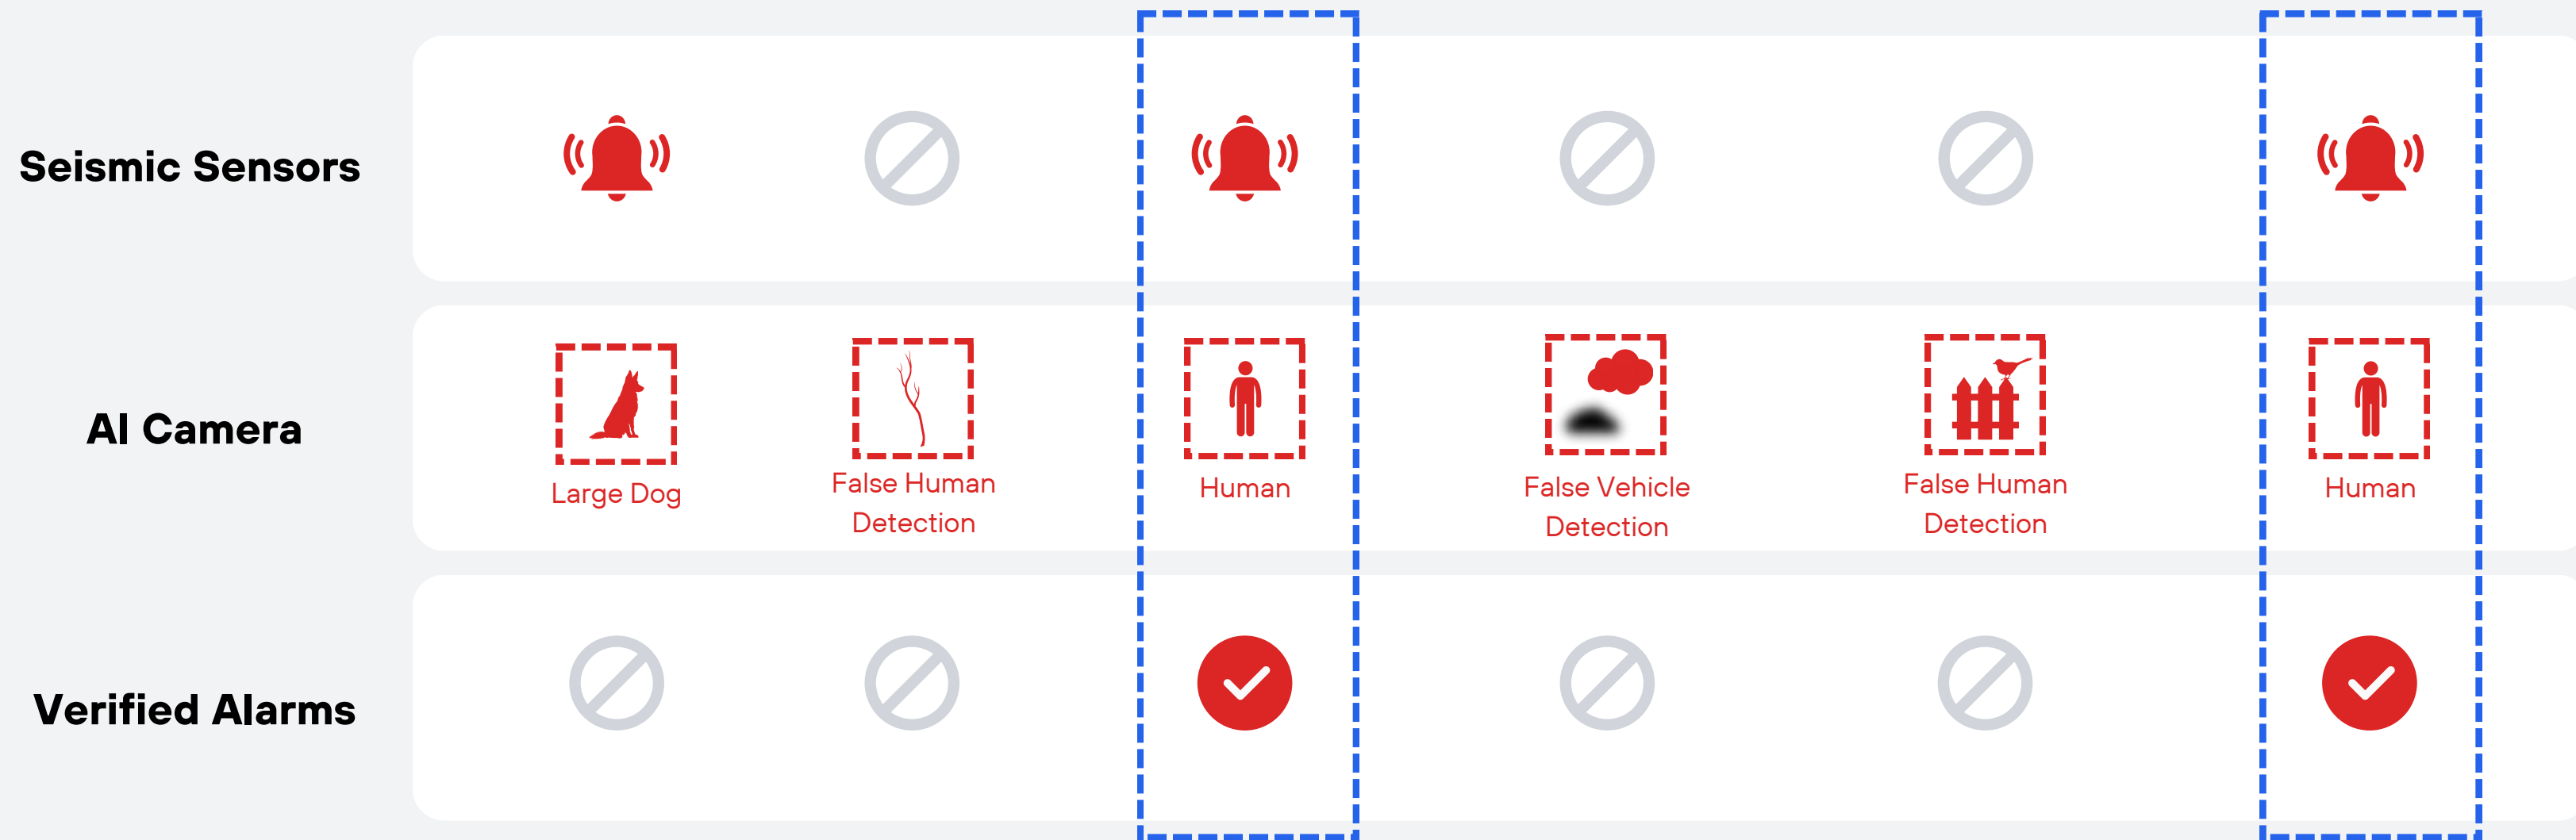 Seismic Sensors
AI Camera
Large Dog
False Human
Detection
Human
False Vehicle
Detection
False Human
Detection
Human
Verified Alarms